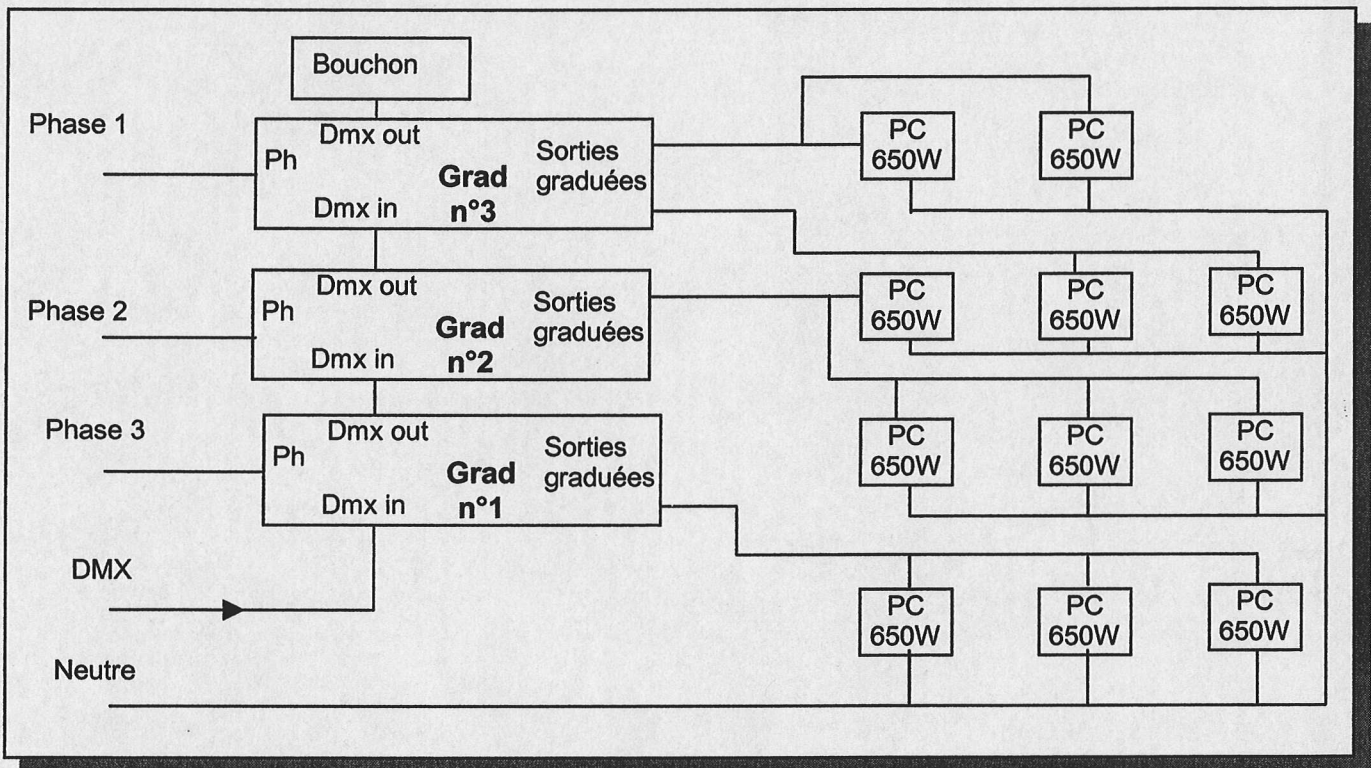 Bouchon
Phase 1
Dmx out
Ph
Sorties
graduées
Grad
n°3
Dmx in
PC
650W
PC
650W
Phase 2
Dmx out
Ph
Sorties
graduées
Grad
n°2
Dmx in
PC
650W
PC
650W
PC
650W
Phase 3
Dmx out
Ph
Sorties
graduées
Grad
n°1
Dmx in
PC
650W
PC
650W
PC
650W
DMX
PC
650W
PC
650W
PC
650W
Neutre